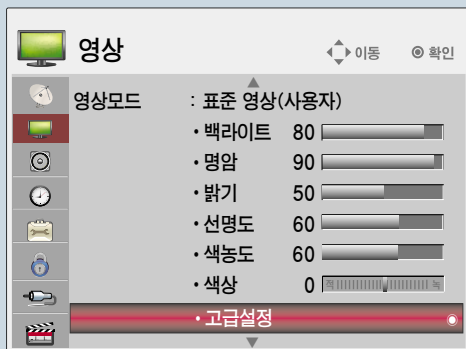 영상 이동 ◉ 확인
영상모드 : 표준 영상(사용자)
• 백라이트 80
• 명암 90
• 밝기 50
• 선명도 60
• 색농도 60
• 색상 0 적 녹
• 고급설정